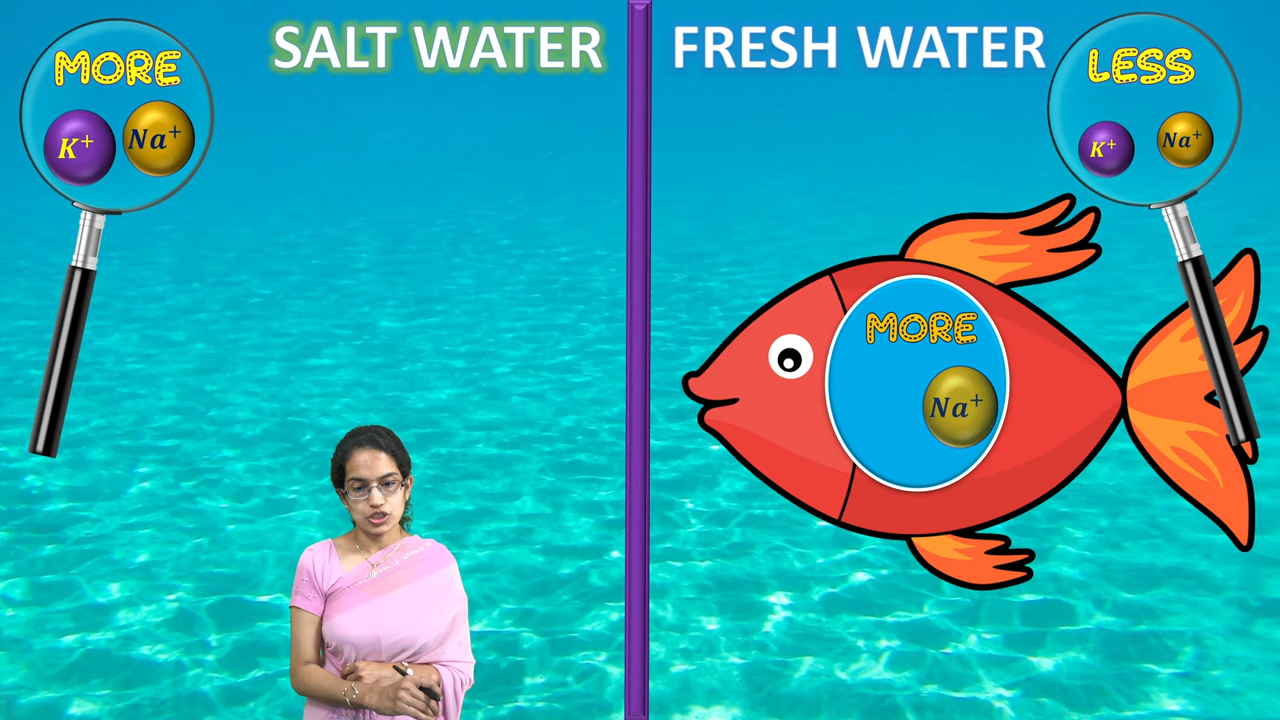 SALT WATER
FRESH WATER
MORE
K+ Na+
LESS
K+ Na+
MORE
Na+